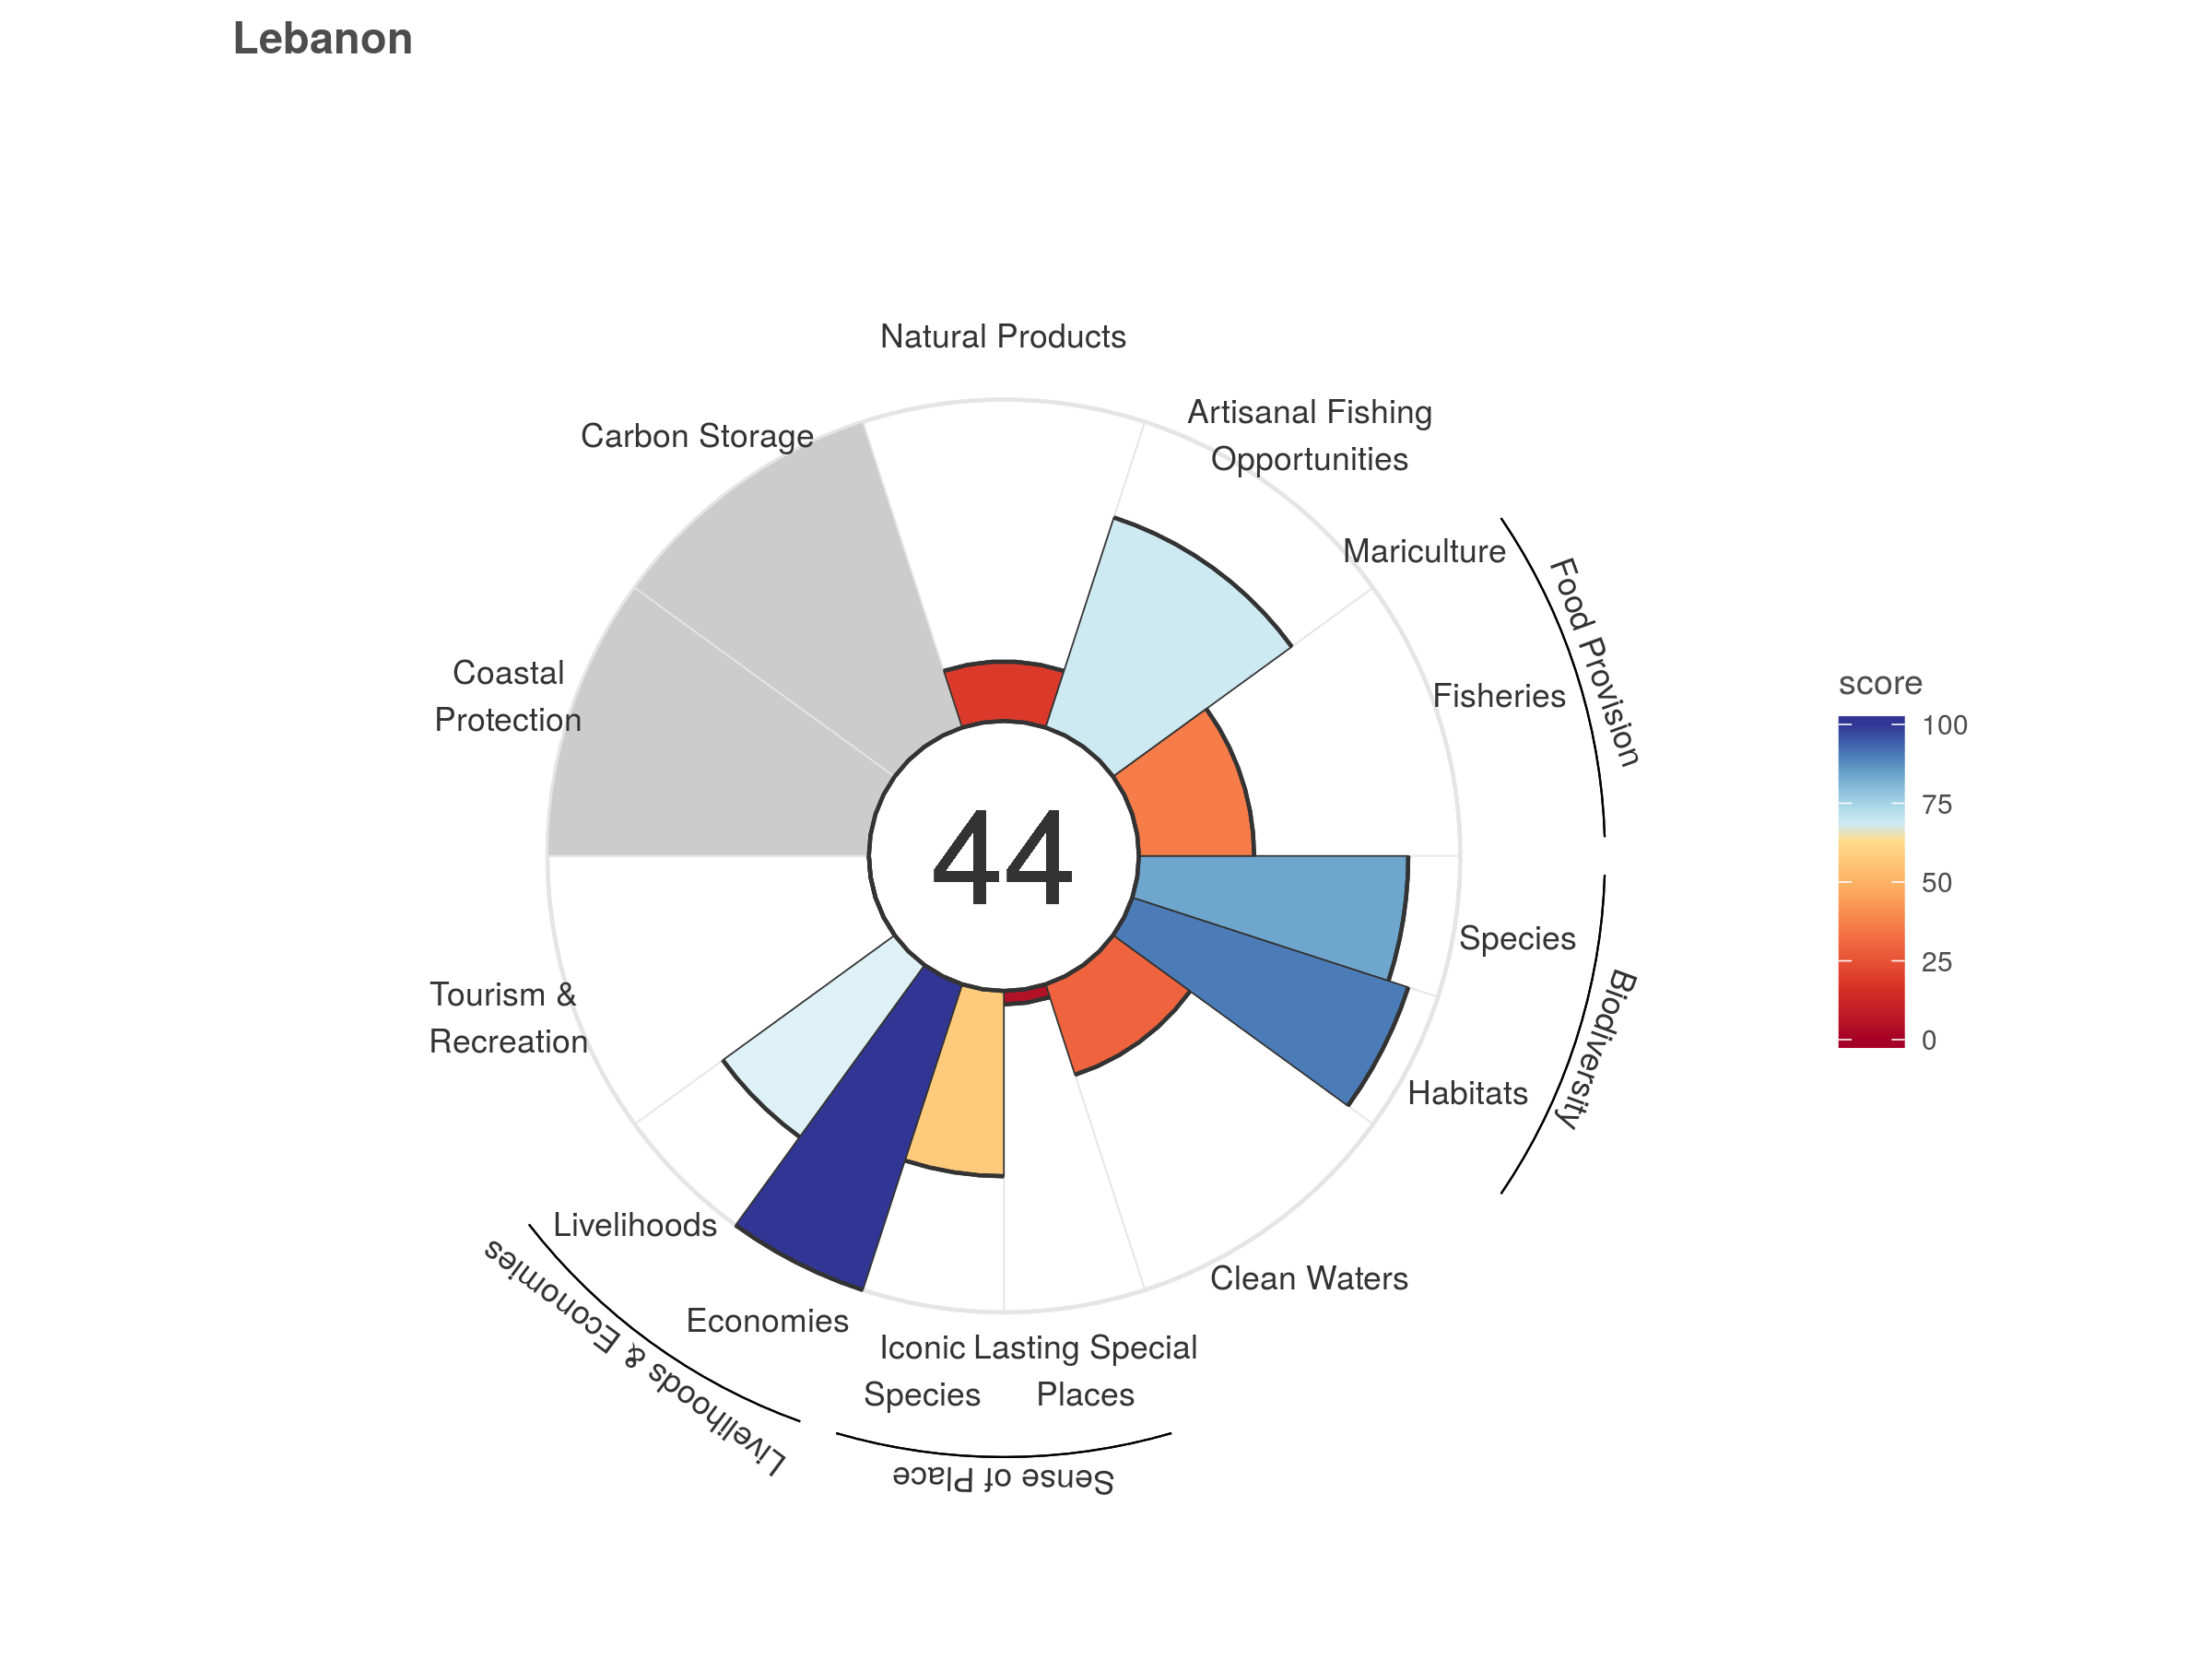 Lebanon
Natural Products
Artisanal Fishing
Opportunities
Carbon Storage
Mariculture
Food Provision
Fisheries
Coastal
Protection
score
100
75
50
25
0
44
Species
Biodiversity
Habitats
Tourism &
Recreation
Livelihoods
Clean Waters
Economies
Iconic
Species
Lasting Special
Places
Livelihoods & Economies
Sense of Place